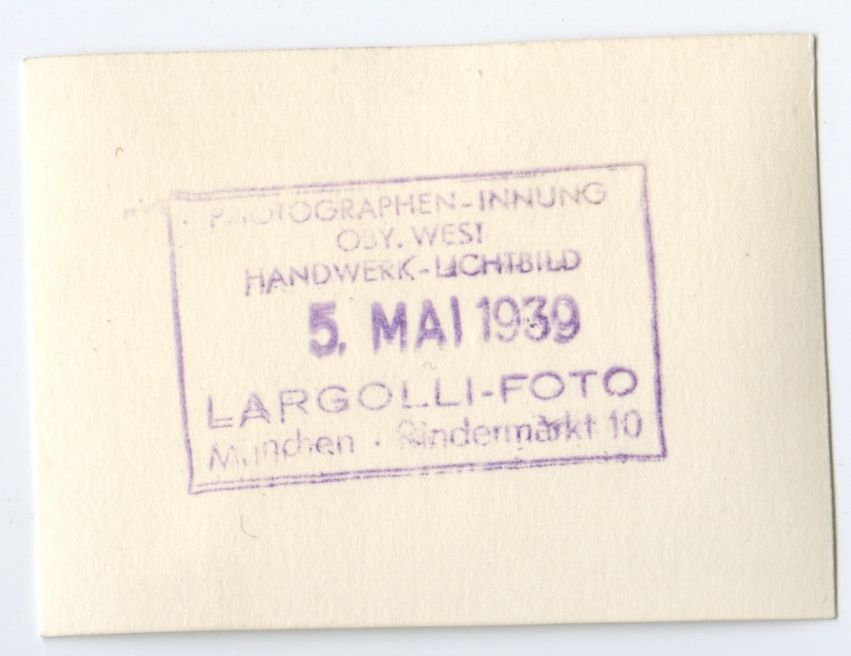 PHOTOGRAPHEN-INNUNG
OBY. WEST
HANDWERK-LICHTBILD
5. MAI 1939
LARGOLLI-FOTO
München · Rindermarkt 10